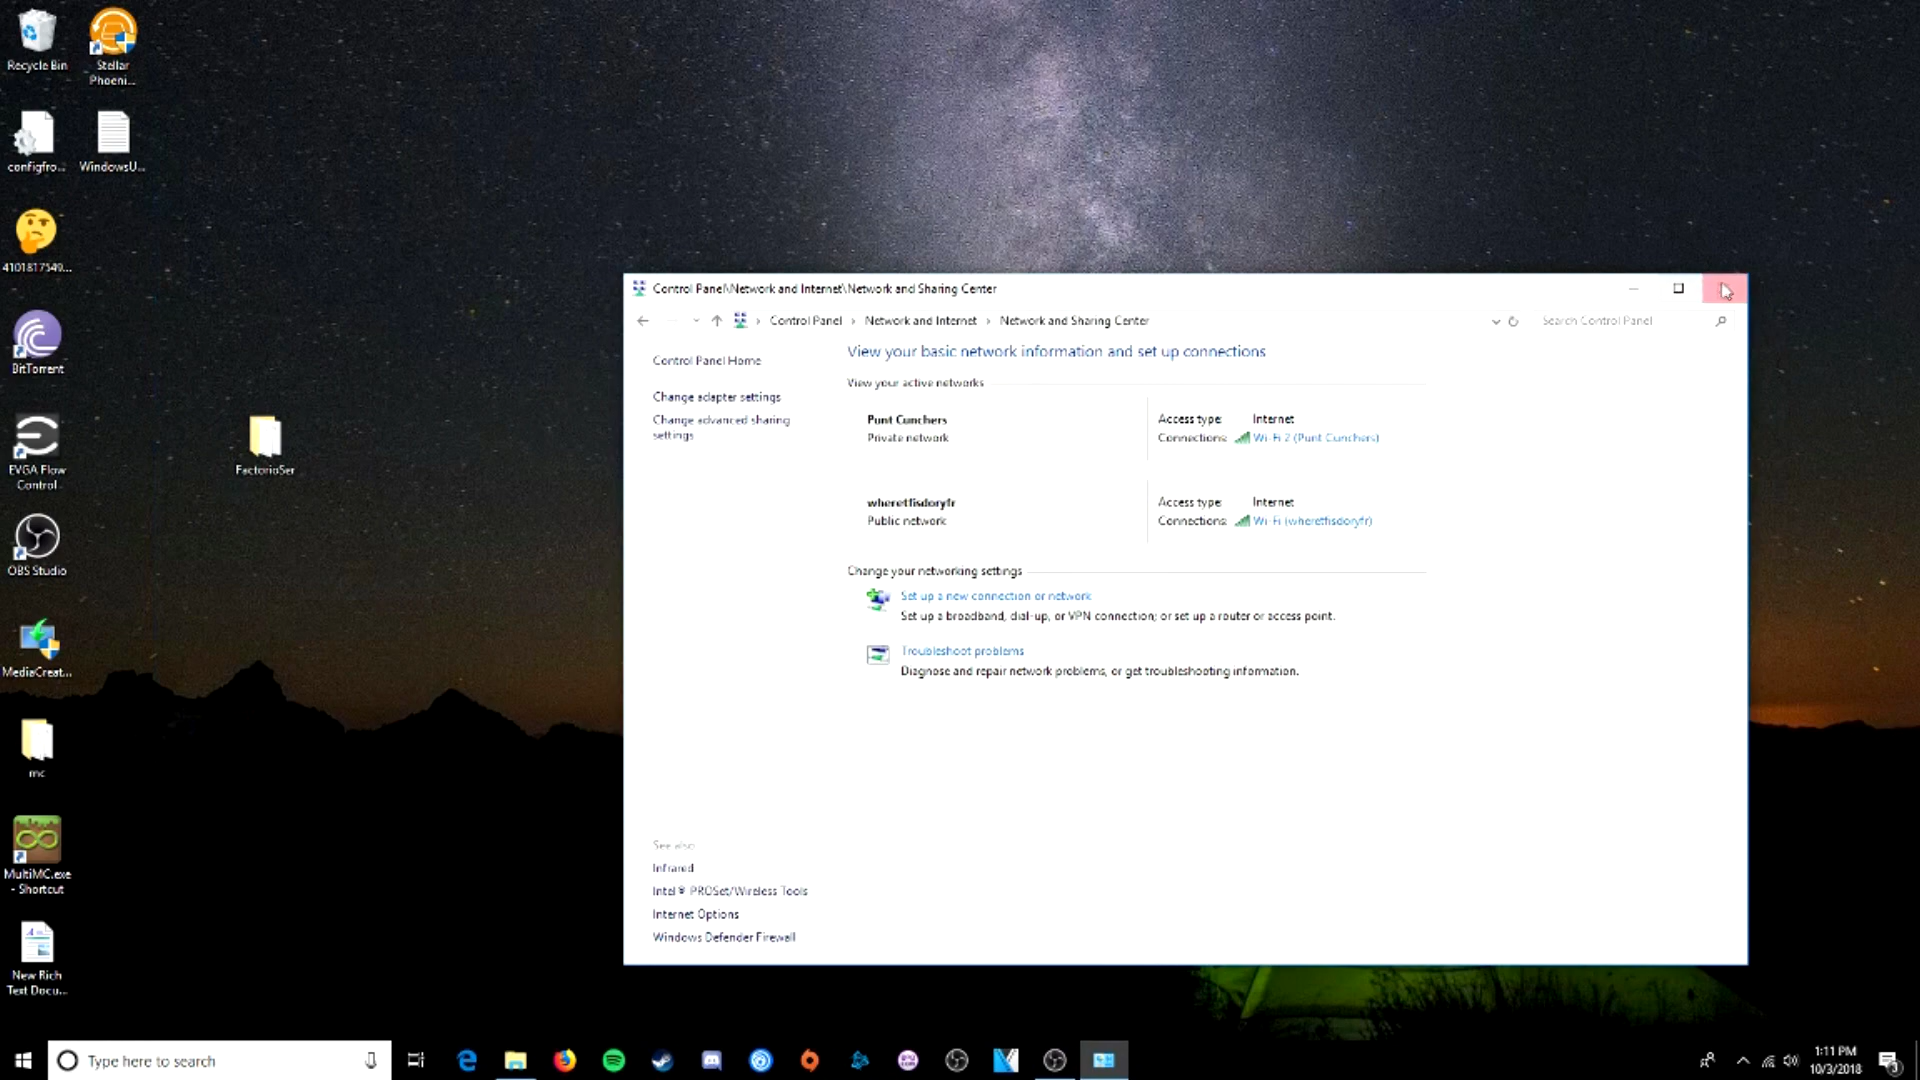 Recycle Bin
Stellar
Phoeni...
configfro...
WindowsU...
4101817549...
BitTorrent
EVGA Flow
Control
FactorioSer
OBS Studio
MediaCreat...
mc
MultiMC.exe
- Shortcut
New Rich
Text Docu...
Control Panel\Network and Internet\Network and Sharing Center
Control Panel › Network and Internet › Network and Sharing Center
Search Control Panel
Control Panel Home
Change adapter settings
Change advanced sharing
settings
View your basic network information and set up connections
View your active networks
Punt Cunchers
Private network
Access type: Internet
Connections: Wi-Fi 2 (Punt Cunchers)
wheretfisdoryfr
Public network
Access type: Internet
Connections: Wi-Fi (wheretfisdoryfr)
Change your networking settings
Set up a new connection or network
Set up a broadband, dial-up, or VPN connection; or set up a router or access point.
Troubleshoot problems
Diagnose and repair network problems, or get troubleshooting information.
See also
Infrared
Intel® PROSet/Wireless Tools
Internet Options
Windows Defender Firewall
Type here to search
1:11 PM
10/3/2018
3